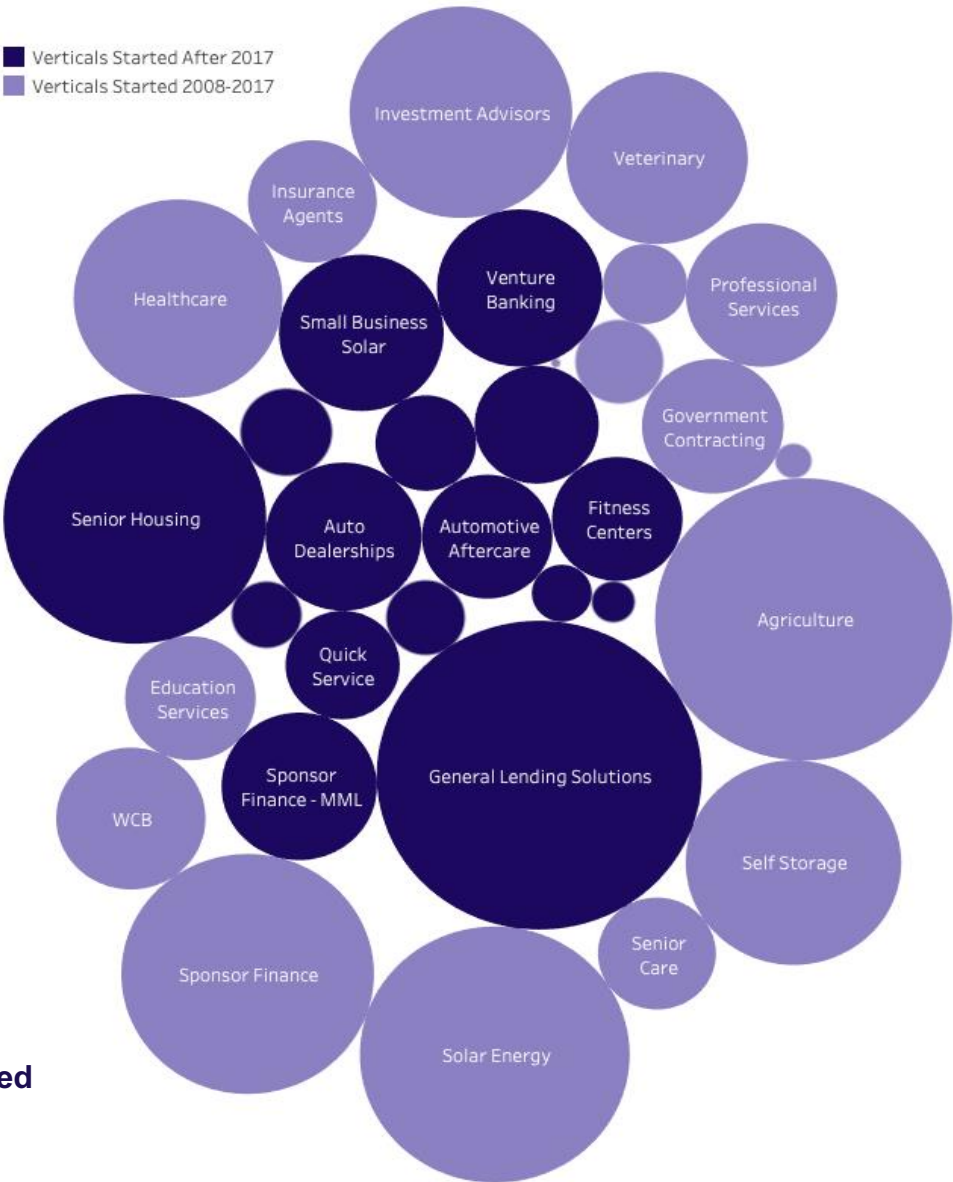 Verticals Started After 2017
Verticals Started 2008-2017
Investment Advisors
Veterinary
Insurance
Agents
Healthcare
Venture
Banking
Professional
Services
Small Business
Solar
Government
Contracting
Senior Housing
Auto
Dealerships
Automotive
Aftercare
Fitness
Centers
Agriculture
Quick
Service
Education
Services
Sponsor
Finance - MML
General Lending Solutions
WCB
Self Storage
Senior
Care
Sponsor Finance
Solar Energy
ed